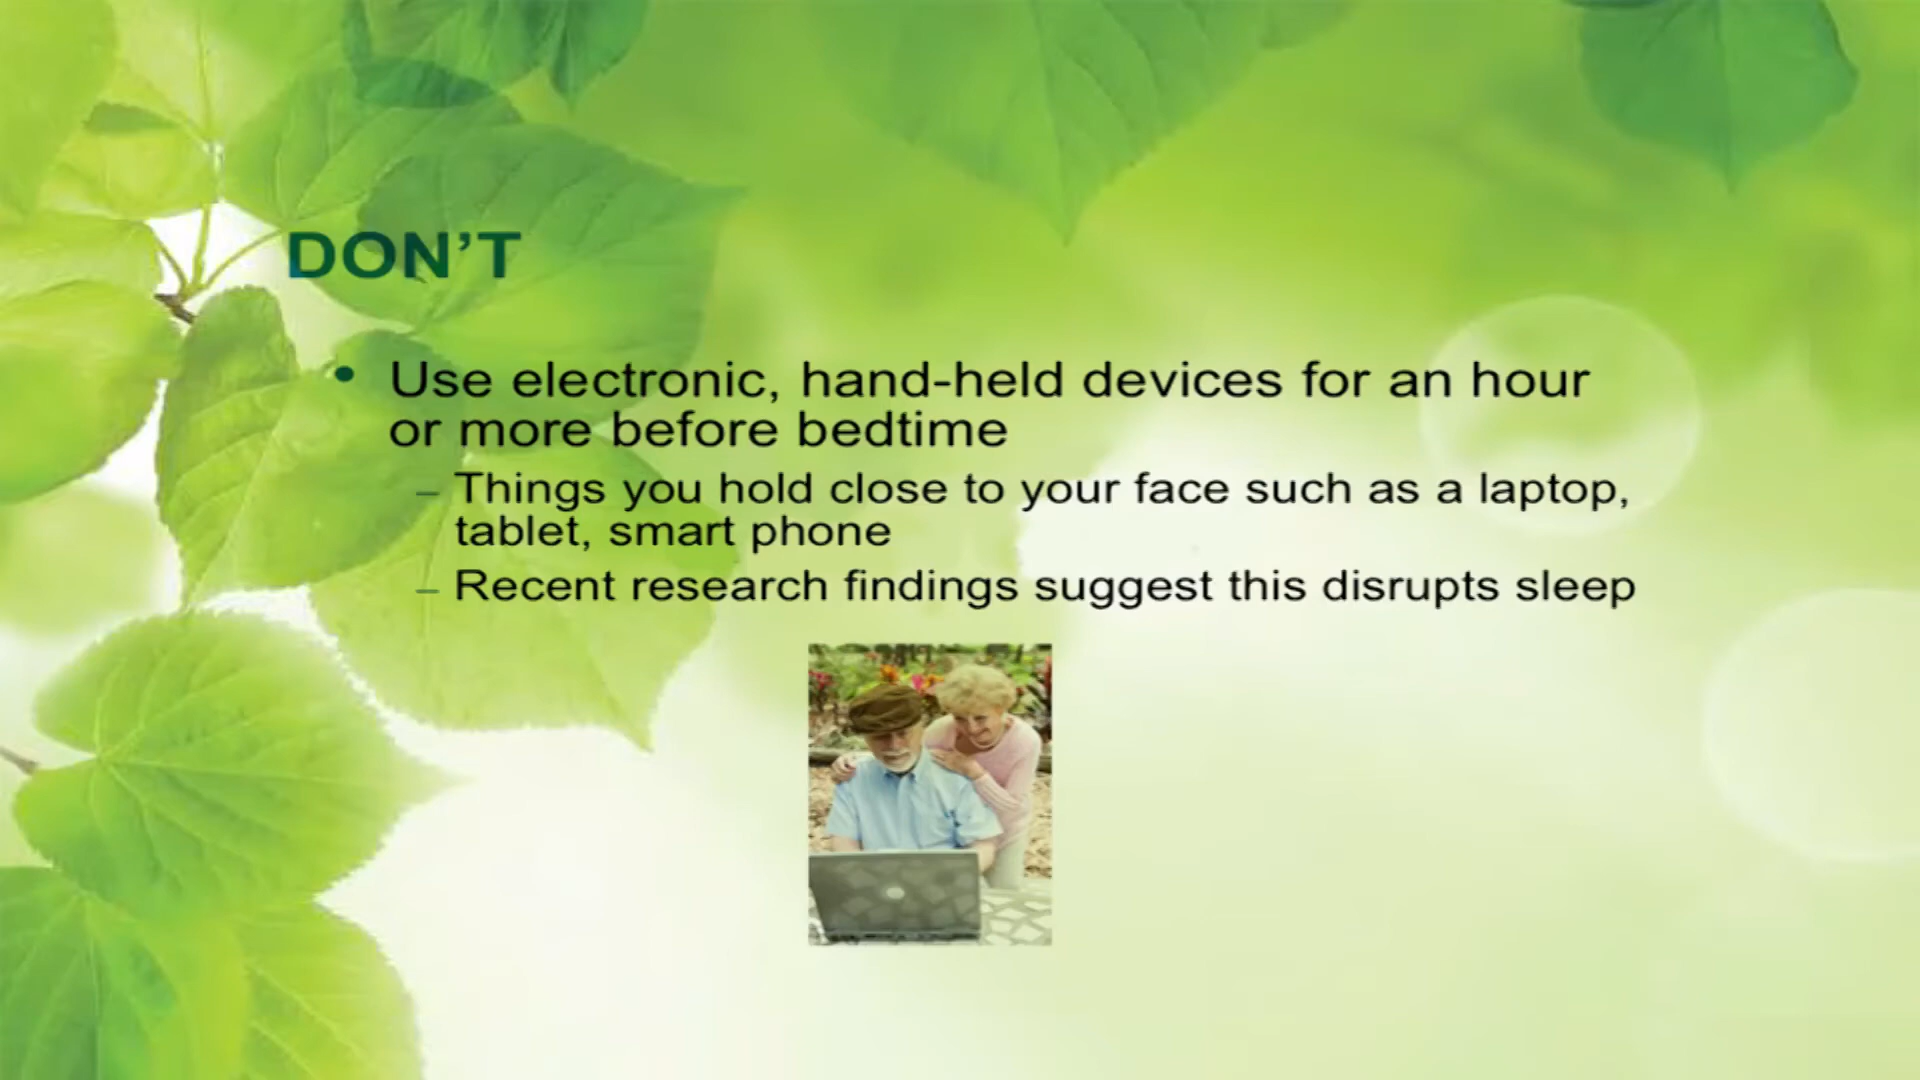 DON'T
• Use electronic, hand-held devices for an hour
or more before bedtime
– Things you hold close to your face such as a laptop,
tablet, smart phone
– Recent research findings suggest this disrupts sleep